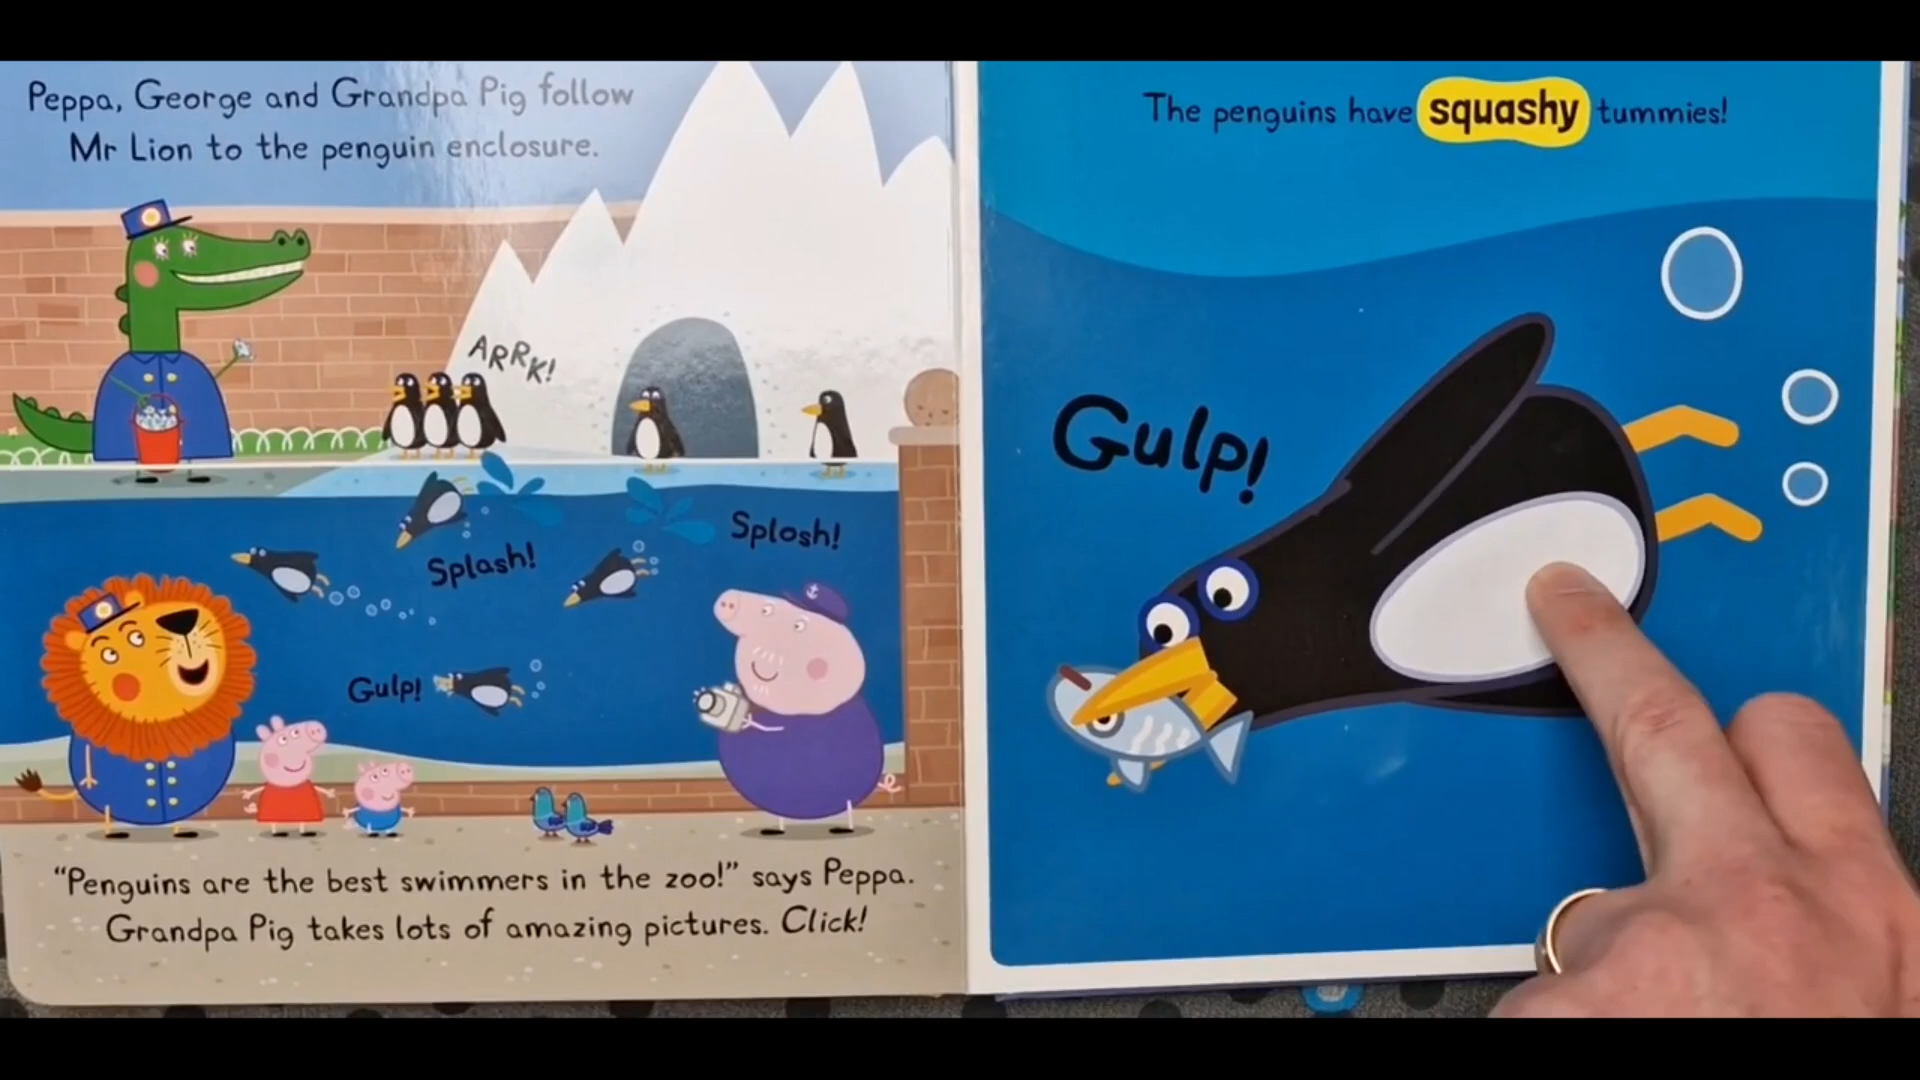 Peppa, George and Grandpa Pig follow
Mr Lion to the penguin enclosure.
ARRK!
Splash!
Splosh!
Gulp!
"Penguins are the best swimmers in the zoo!" says Peppa.
Grandpa Pig takes lots of amazing pictures. Click!
The penguins have squashy tummies!
Gulp!